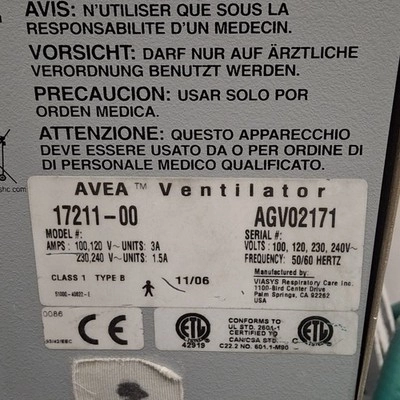 AVIS: N'UTILISER QUE SOUS LA
RESPONSIBILITE D'UN MEDECIN.
VORSICHT: DARF NUR AUF ÄRZTLICHE
VERORDNUNG BENUTZT WERDEN.
PRECAUCION: USAR SOLO POR
ORDEN MEDICA.
ATTENZIONE: QUESTO APPARECCHIO
DEVE ESSERE USATO DA O PER ORDINE DI
DI PERSONALE MEDICO QUALIFICATO.
AVEA™ Ventilator
17211-00 AGV02171
MODEL #: SERIAL #:
AMPS: 100,120 V~ UNITS: 3A VOLTS: 100, 120, 230, 240V~
230,240 V~ UNITS: 1.5A FREQUENCY: 50/60 HERTZ
CLASS 1 TYPE B 11/06
Manufactured by:
VIASYS Respiratory Care Inc.
1100-Bird Center Drive
Palm Springs, CA 92262
USA
0086
CE
ETL
42919
CONFORMS TO
UL STD. 2601-1
CERTIFIED TO
CAN/CSA STD.
C22.2 NO. 601.1-M90
ETL